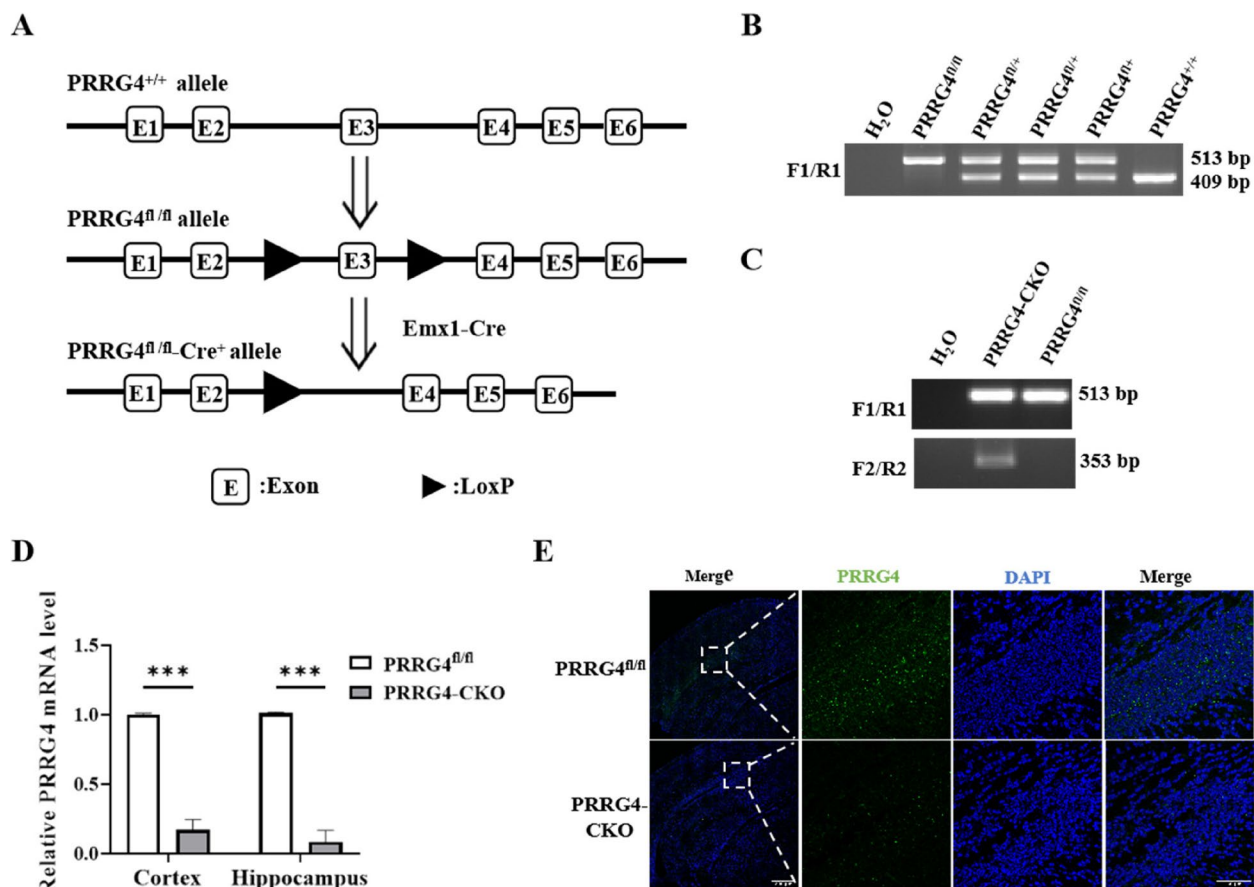 A
PRRG4+/+ allele
E1 E2 E3 E4 E5 E6
PRRG4fl/fl allele
E1 E2 E3 E4 E5 E6
Emx1-Cre
PRRG4fl/fl-Cre+ allele
E1 E2 E4 E5 E6
E :Exon :LoxP
B
H2O PRRG4fl/fl PRRG4fl/+ PRRG4fl/+ PRRG4fl+ PRRG4+/+
F1/R1 513 bp
409 bp
C
H2O PRRG4-CKO PRRG4fl/fl
F1/R1 513 bp
F2/R2 353 bp
D
Relative PRRG4 mRNA level
1.5
1.0
0.5
0.0
*** ***
PRRG4fl/fl
PRRG4-CKO
Cortex Hippocampus
E
Merge PRRG4 DAPI Merge
PRRG4fl/fl
PRRG4-
CKO